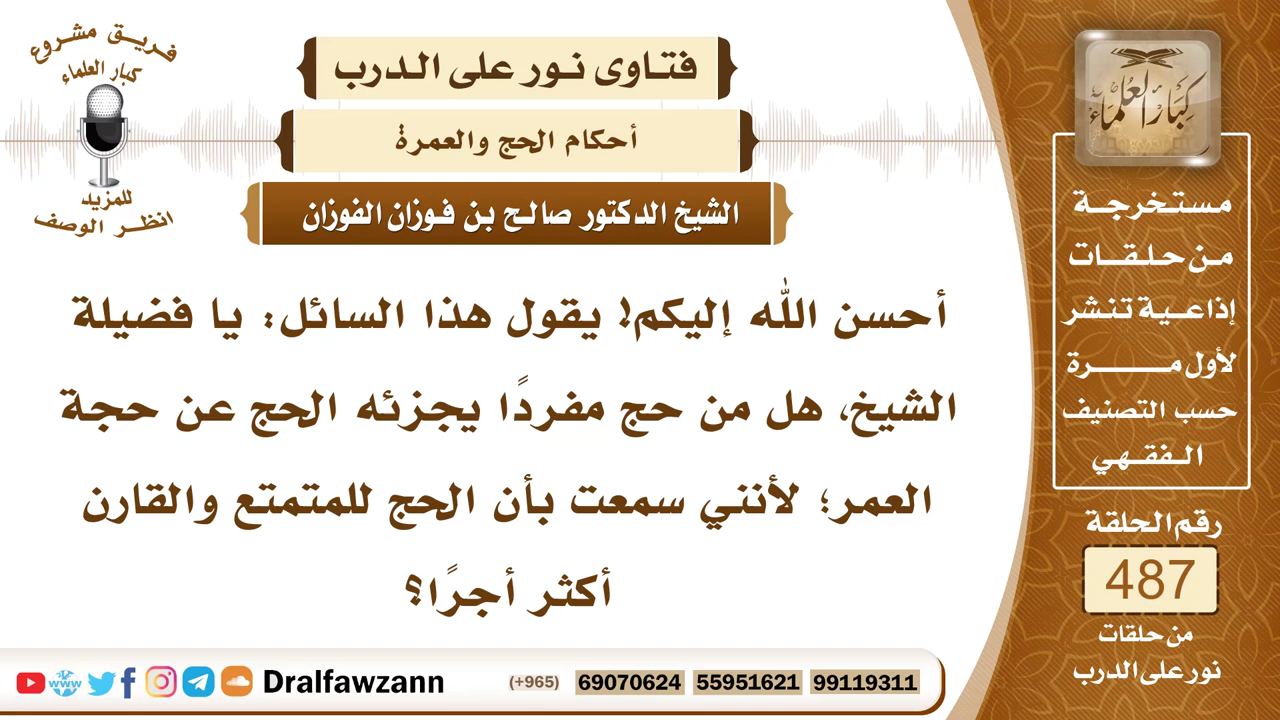 فريق مشروع
كبار العلماء
للمزيد
انظر الوصف
فتاوى نور على الدرب
أحكام الحج والعمرة
الشيخ الدكتور صالح بن فوزان الفوزان
أحسن الله إليكم! يقول هذا السائل: يا فضيلة
الشيخ، هل من حج مفردًا يجزئه الحج عن حجة
العمر؛ لأنني سمعت بأن الحج للمتمتع والقارن
أكثر أجرًا؟
كبار العلماء
مستخرجة
من حلقات
إذاعية تنشر
لأول مرة
حسب التصنيف
الفقهي
رقم الحلقة
487
من حلقات
نور على الدرب
www Dralfawzann (+965) 69070624 55951621 99119311